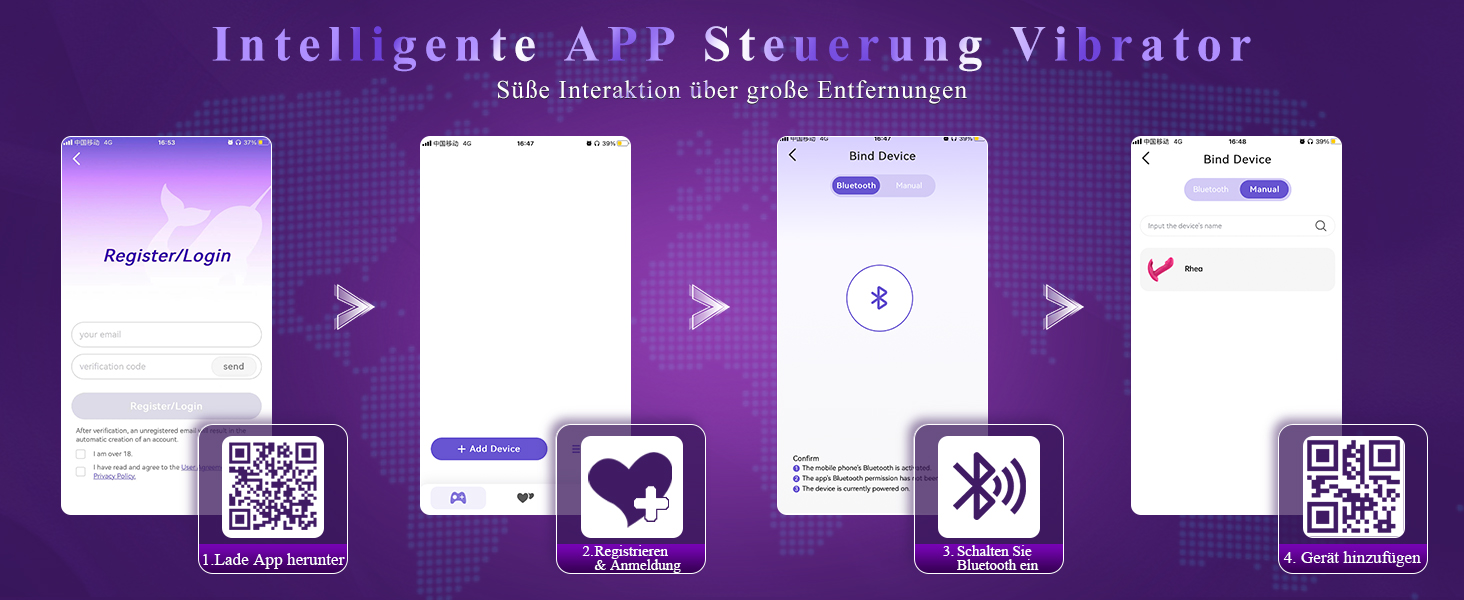 Intelligente APP Steuerung Vibrator
Süße Interaktion über große Entfernungen
中国移动 4G 16:53 37%
Register/Login
your email
verification code send
Register/Login
After verification, an unregistered email will result in the
automatic creation of an account.
I am over 18.
I have read and agree to the User Agreement
Privacy Policy.
1.Lade App herunter
中国移动 4G 16:47 39%
+ Add Device
2.Registrieren
& Anmeldung
中国移动 4G 16:47 39%
Bind Device
Bluetooth Manual
Confirm
1 The mobile phone's Bluetooth is activated.
2 The app's Bluetooth permission has not been
3 The device is currently powered on.
3. Schalten Sie
Bluetooth ein
中国移动 4G 16:48 39%
Bind Device
Bluetooth Manual
Input the device's name
Rhea
4. Gerät hinzufügen